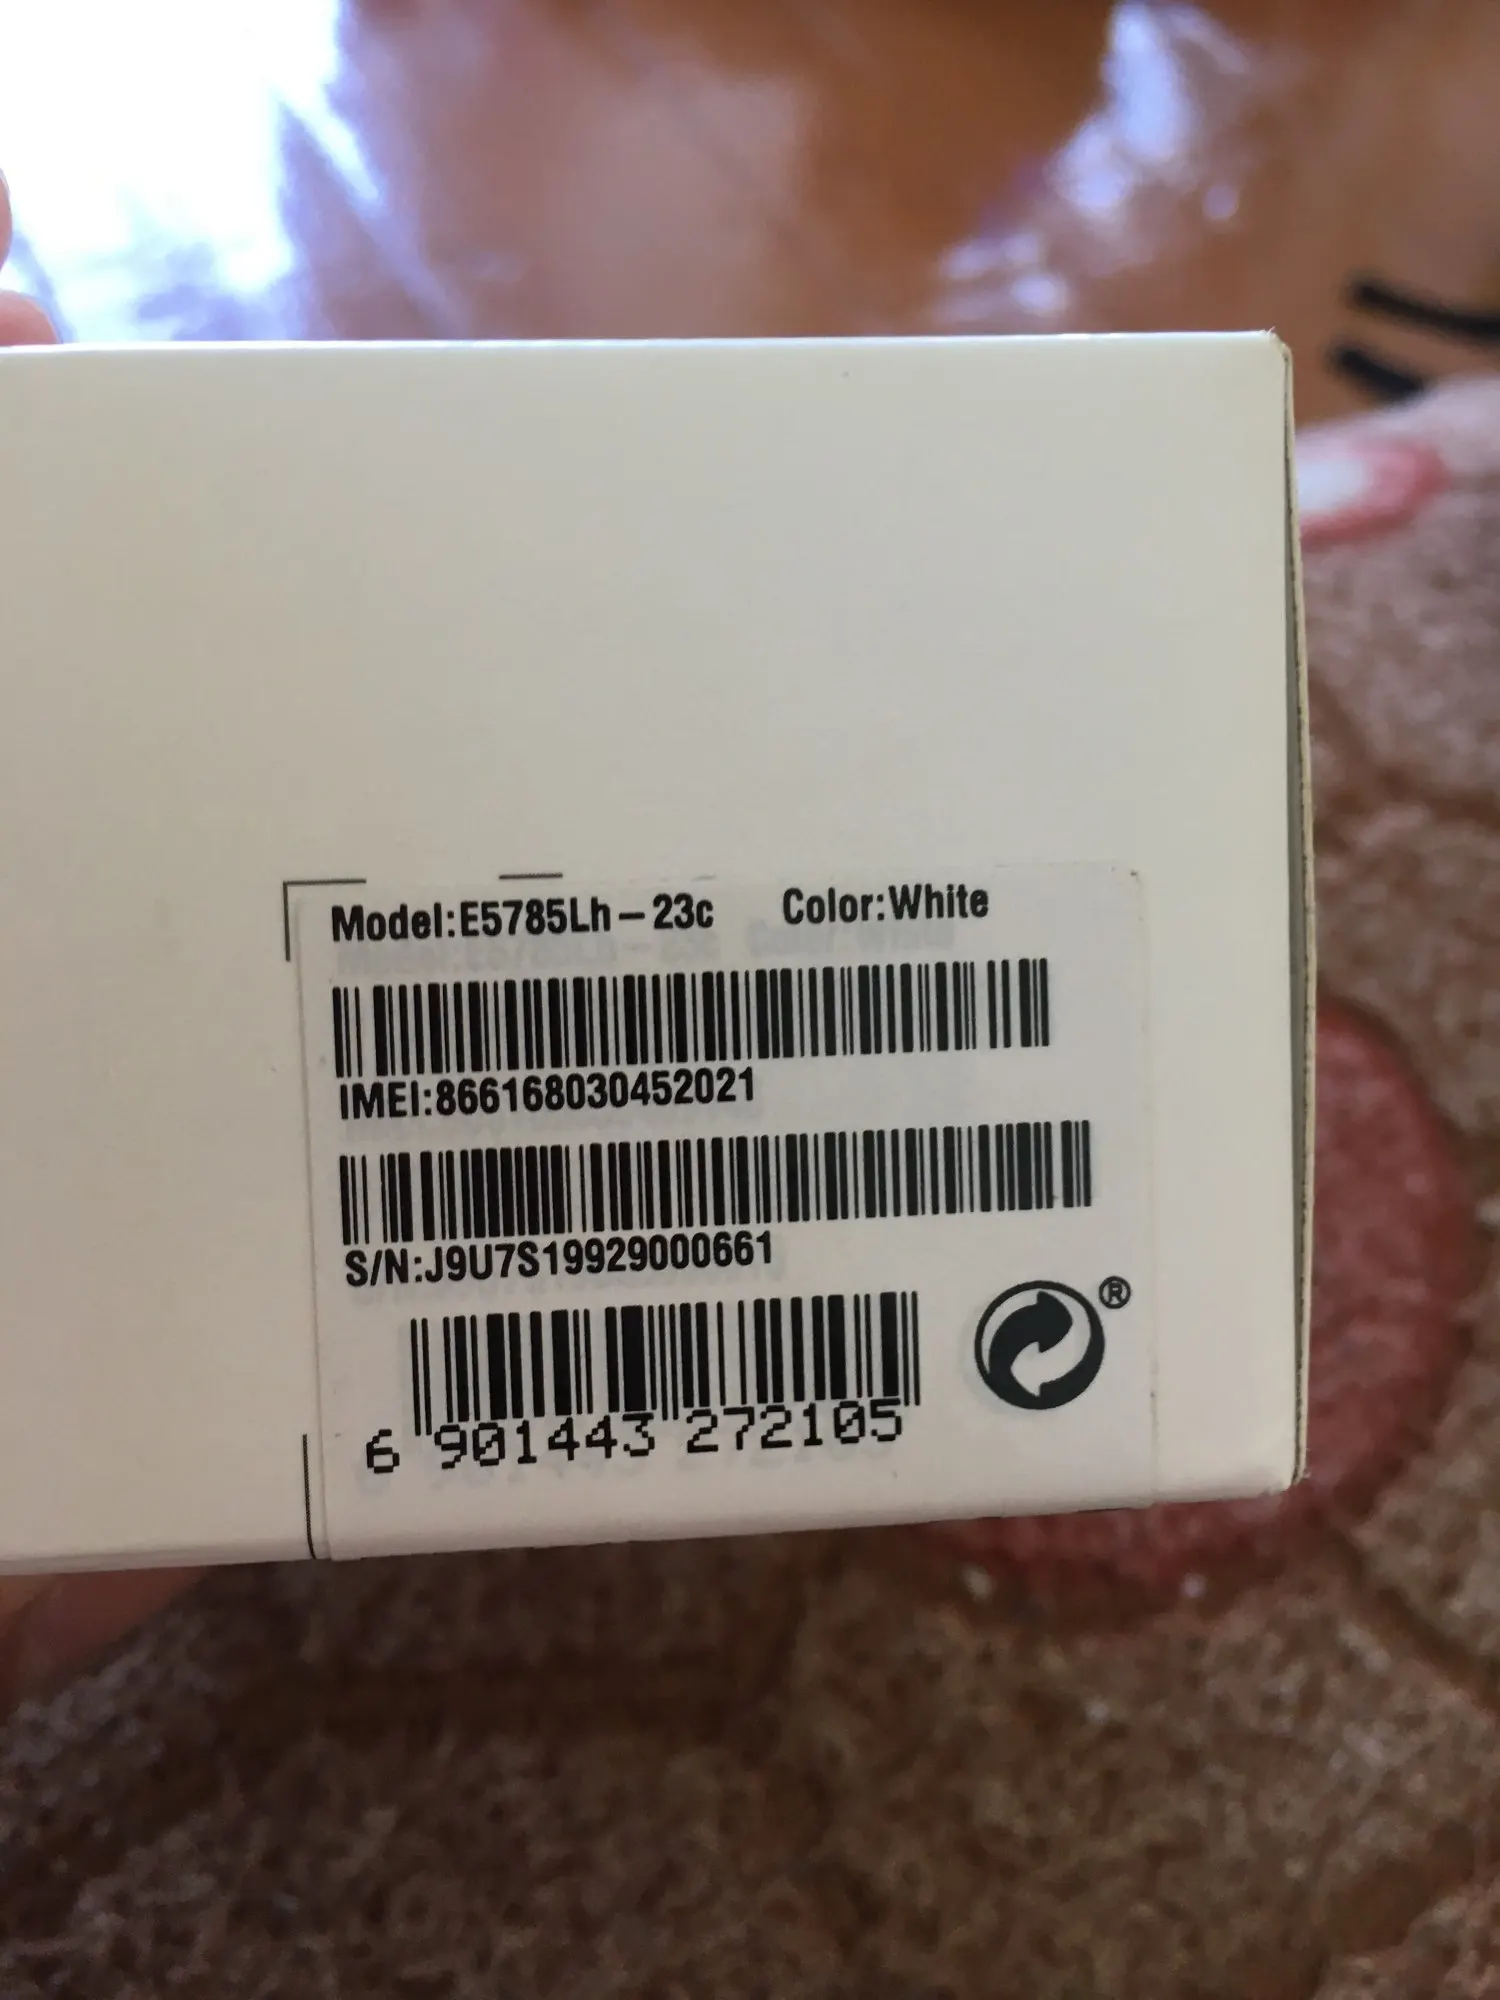 Model:E5785Lh-23c Color:White
IMEI:866168030452021
S/N:J9U7S19929000661
6 901443 272105
®